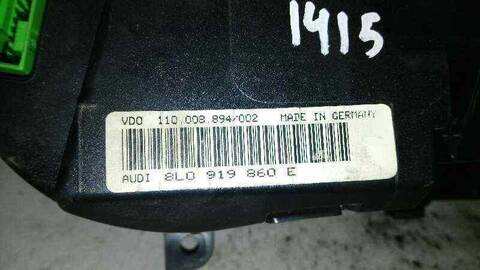 1415
VDO 110.008.894/002 MADE IN GERMANY
AUDI 8L0 919 860 E